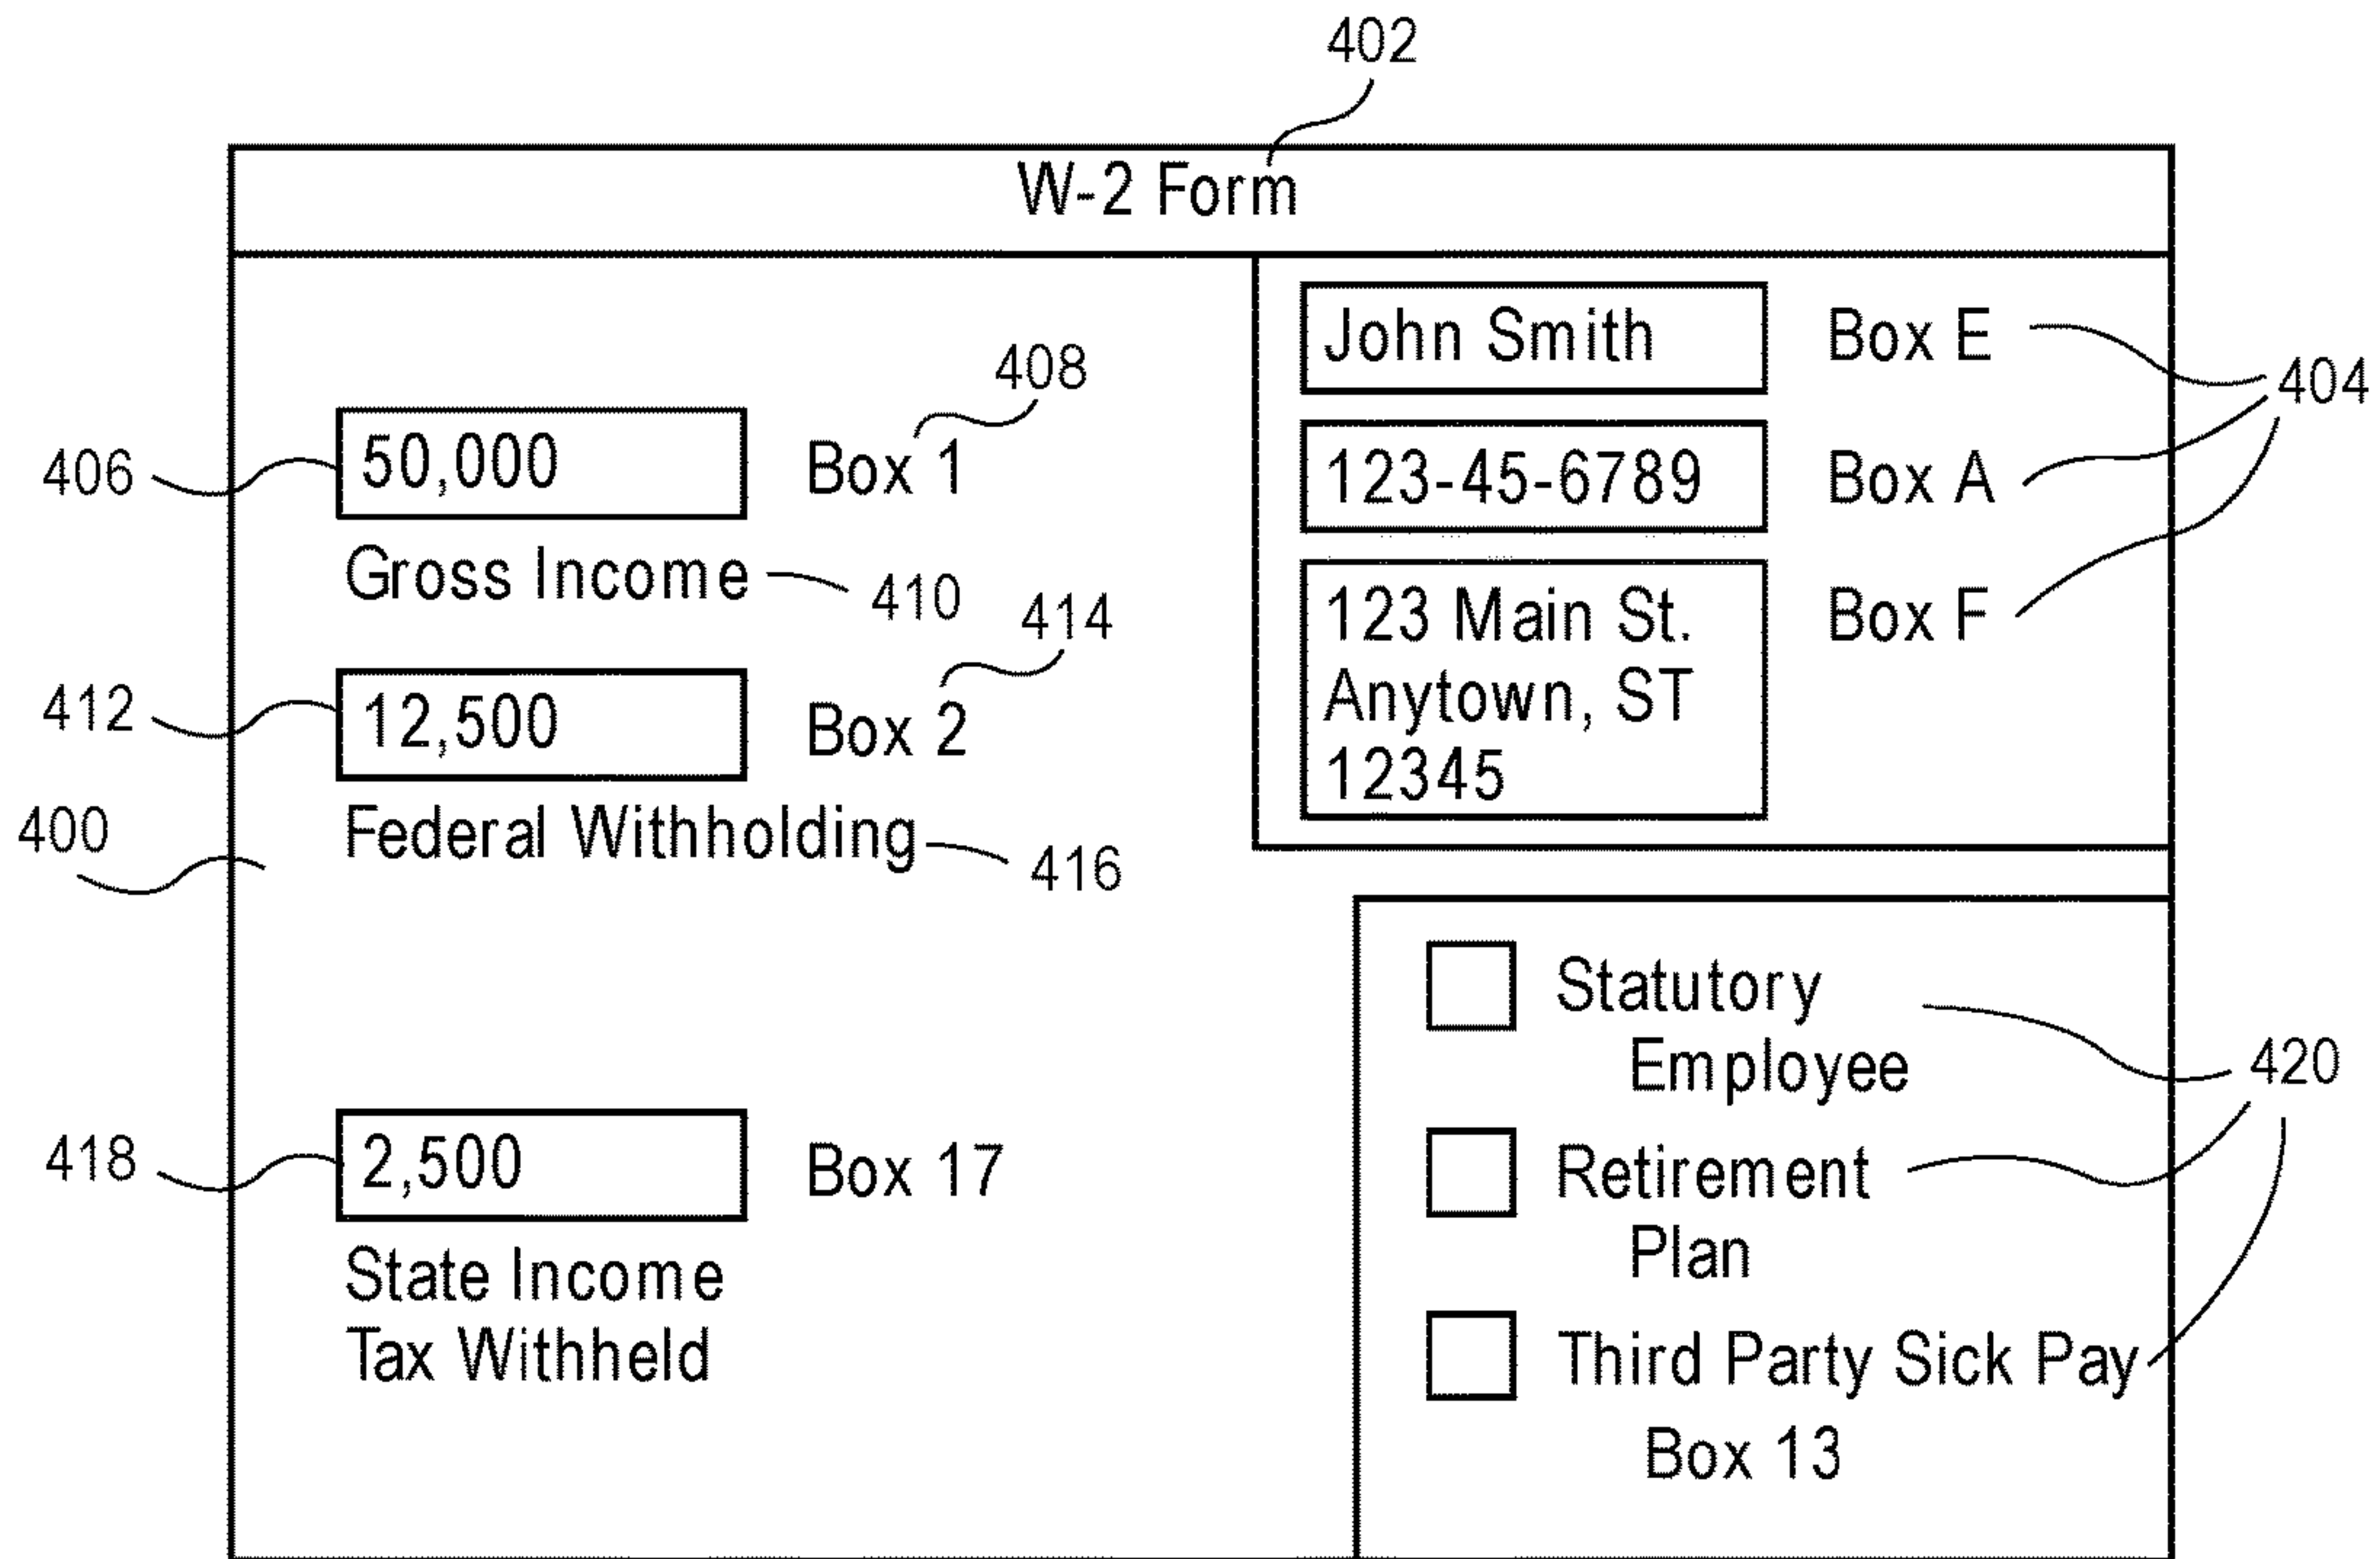 402
W-2 Form
John Smith Box E
404
408
50,000 Box 1
406
123-45-6789 Box A
Gross Income 410
414
123 Main St.
Anytown, ST
12345
Box F
412
12,500 Box 2
400
Federal Withholding
416
Statutory
Employee
420
418
2,500 Box 17
Retirement
Plan
State Income
Tax Withheld
Third Party Sick Pay
Box 13